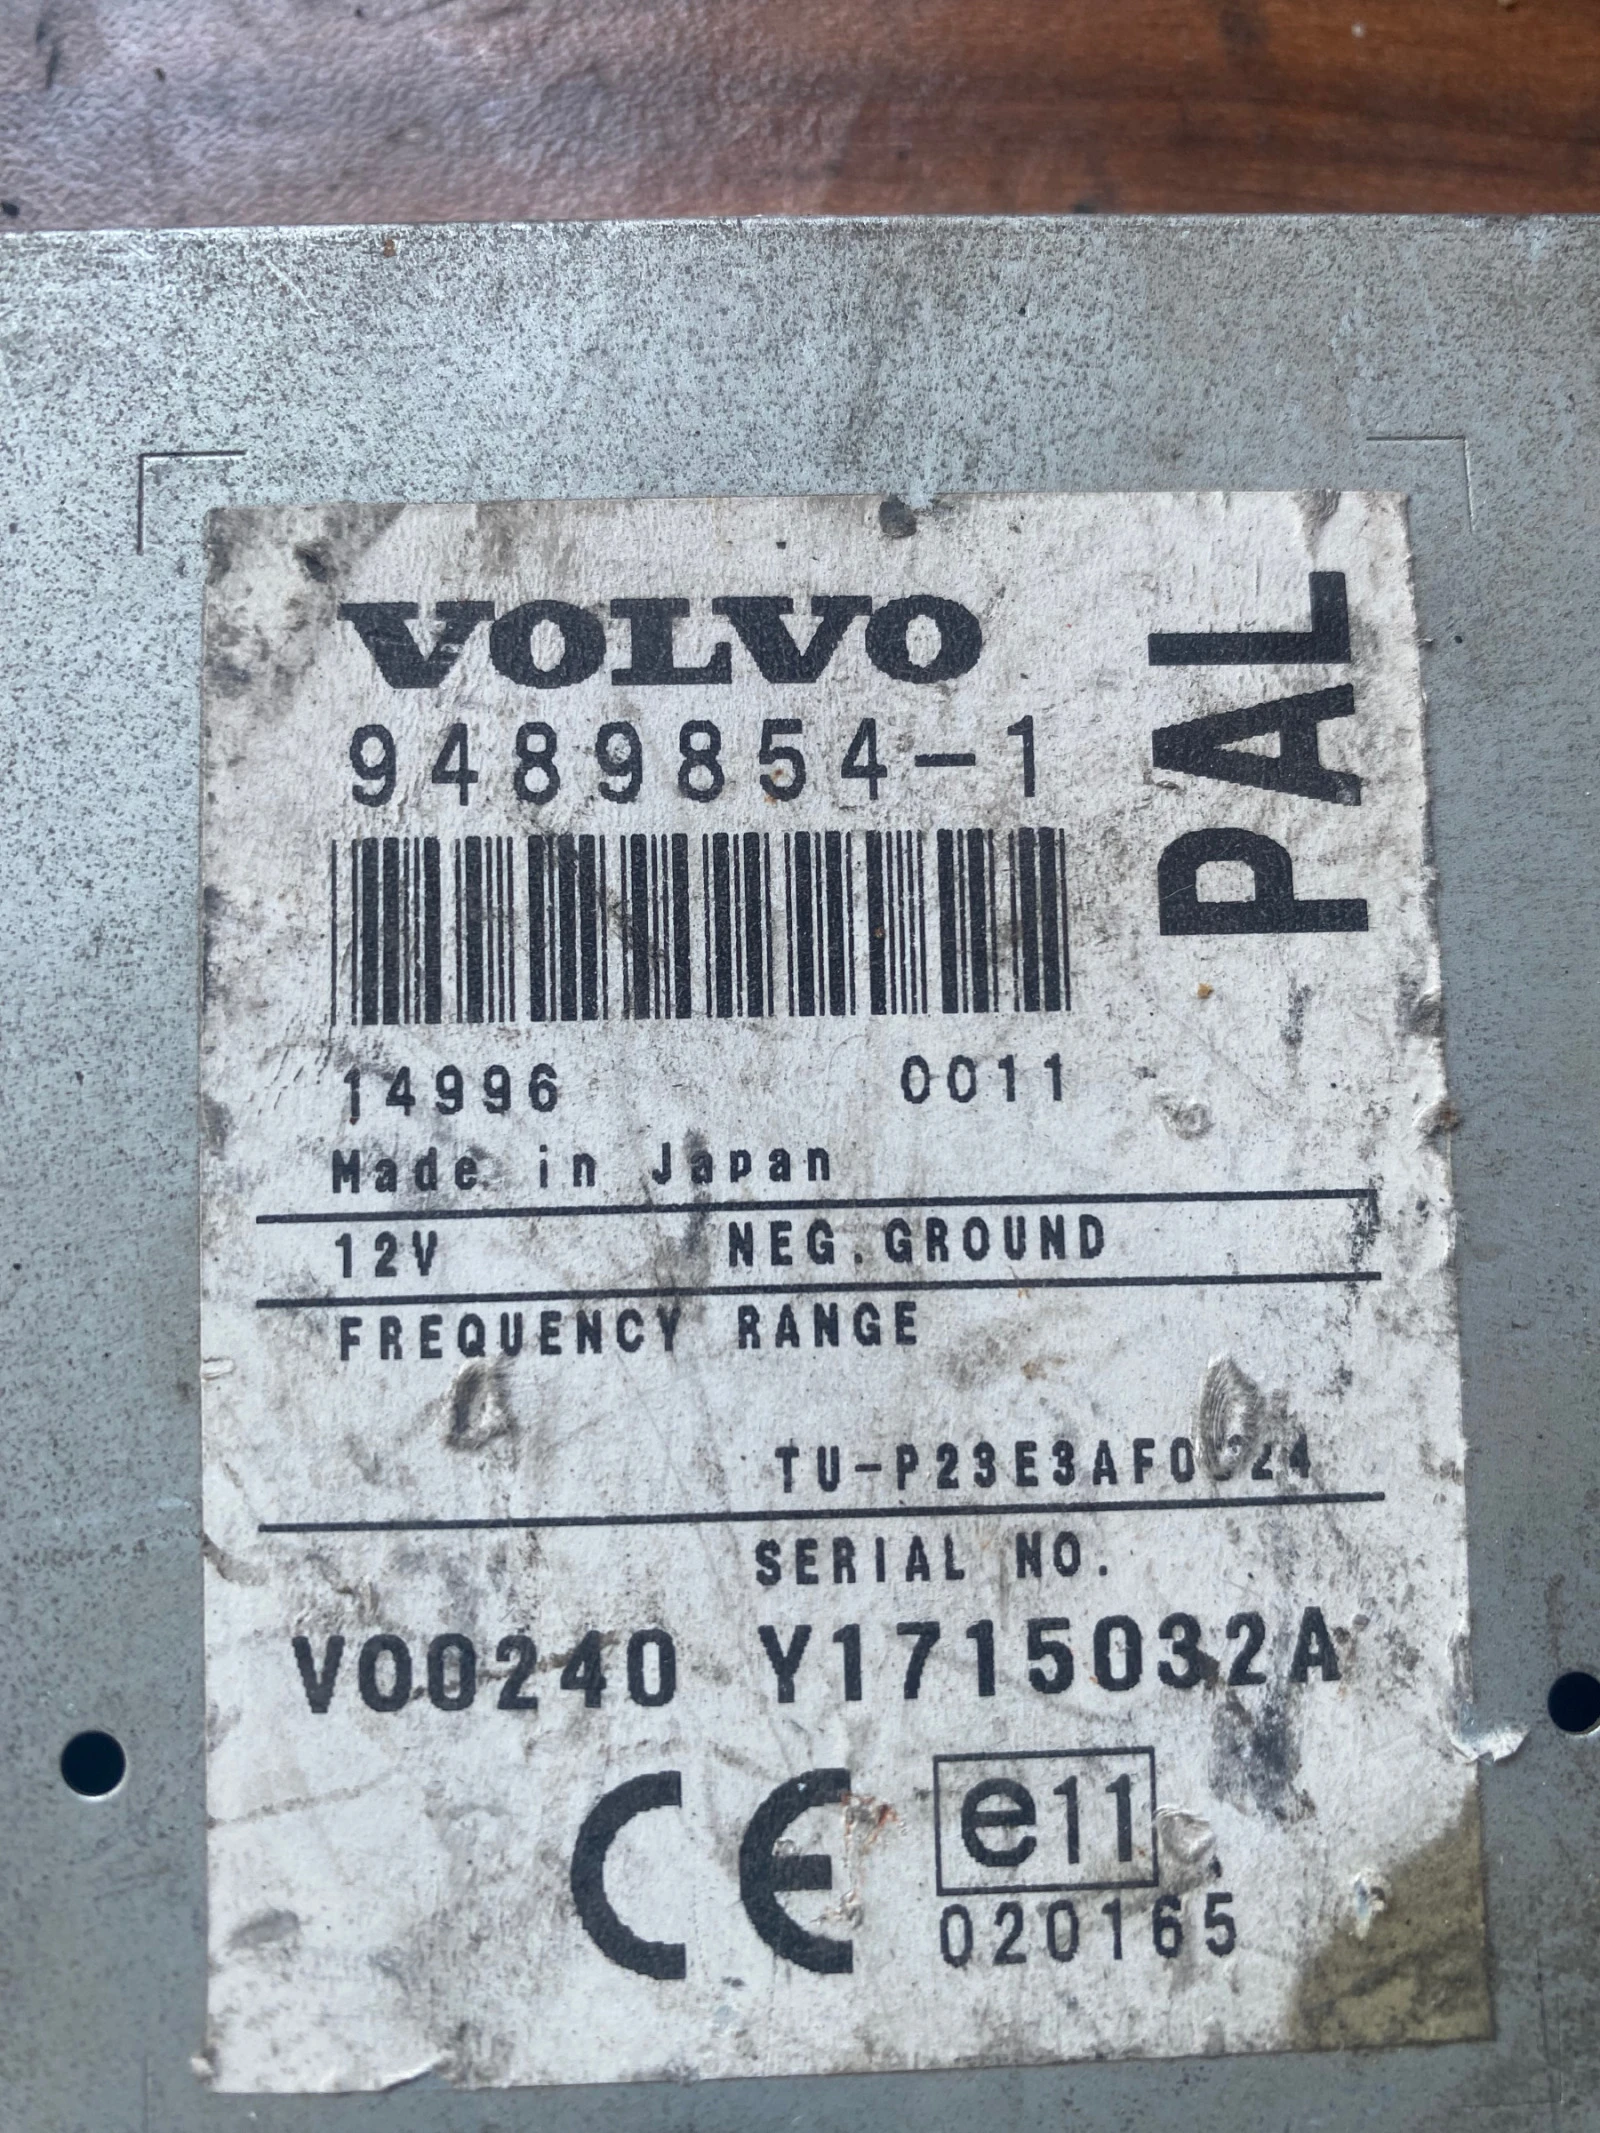 VOLVO
PAL
9489854-1
14996 0011
Made in Japan
12V NEG.GROUND
FREQUENCY RANGE
SERIAL NO.
V00240 Y1715032A
CE e11
020165